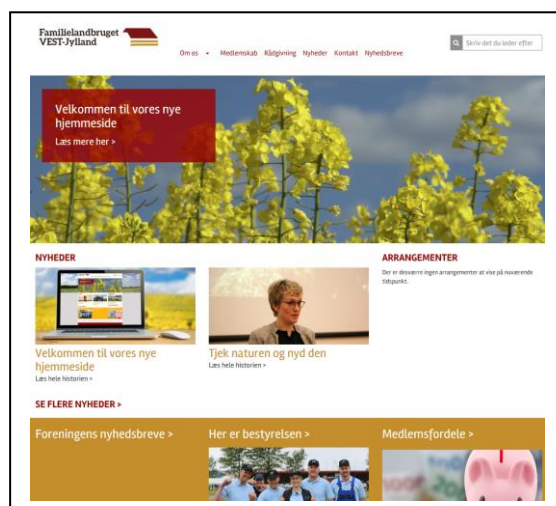 Familielandbruget
VEST-Jylland
Om os Medlemskab Rådgivning Nyheder Kontakt Nyhedsbreve
Skriv det du leder efter
Velkommen til vores nye
hjemmeside
Læs mere her >
NYHEDER
Velkommen til vores nye
hjemmeside
Læs hele historien >
Tjek naturen og nyd den
Læs hele historien >
ARRANGEMENTER
Der er desværre ingen arrangementer at vise på nuværende
tidspunkt.
SE FLERE NYHEDER >
Foreningens nyhedsbreve >
Her er bestyrelsen >
Medlemsfordele >